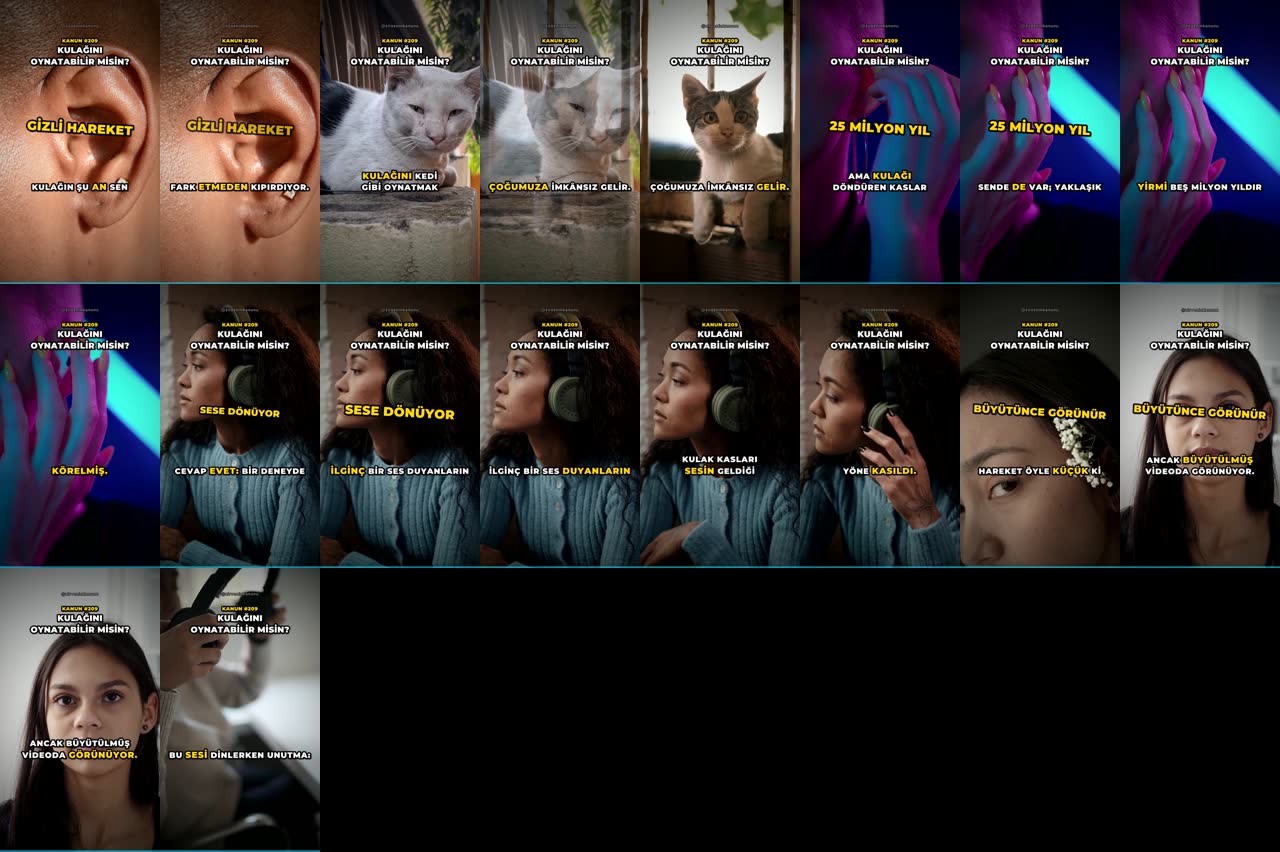 KANUN #209
KULAĞINI
OYNATABİLİR MİSİN?
GİZLİ HAREKET
KULAĞIN ŞU AN SEN
KANUN #209
KULAĞINI
OYNATABİLİR MİSİN?
GİZLİ HAREKET
FARK ETMEDEN KIPIRDIYOR.
KANUN #209
KULAĞINI
OYNATABİLİR MİSİN?
KULAĞINI KEDİ
GİBİ OYNATMAK
KANUN #209
KULAĞINI
OYNATABİLİR MİSİN?
ÇOĞUMUZA İMKÂNSIZ GELİR.
KANUN #209
KULAĞINI
OYNATABİLİR MİSİN?
ÇOĞUMUZA İMKÂNSIZ GELİR.
KANUN #209
KULAĞINI
OYNATABİLİR MİSİN?
25 MİLYON YIL
AMA KULAĞI
DÖNDÜREN KASLAR
KANUN #209
KULAĞINI
OYNATABİLİR MİSİN?
25 MİLYON YIL
SENDE DE VAR; YAKLAŞIK
KANUN #209
KULAĞINI
OYNATABİLİR MİSİN?
YİRMİ BEŞ MİLYON YILDIR
KANUN #209
KULAĞINI
OYNATABİLİR MİSİN?
KÖRELMİŞ.
KANUN #209
KULAĞINI
OYNATABİLİR MİSİN?
SESE DÖNÜYOR
CEVAP EVET: BİR DENEYDE
KANUN #209
KULAĞINI
OYNATABİLİR MİSİN?
SESE DÖNÜYOR
İLGİNÇ BİR SES DUYANLARIN
KANUN #209
KULAĞINI
OYNATABİLİR MİSİN?
İLGİNÇ BİR SES DUYANLARIN
KANUN #209
KULAĞINI
OYNATABİLİR MİSİN?
KULAK KASLARI
SESİN GELDİĞİ
KANUN #209
KULAĞINI
OYNATABİLİR MİSİN?
YÖNE KASILDI.
KANUN #209
KULAĞINI
OYNATABİLİR MİSİN?
BÜYÜTÜNCE GÖRÜNÜR
HAREKET ÖYLE KÜÇÜK Kİ
KANUN #209
KULAĞINI
OYNATABİLİR MİSİN?
BÜYÜTÜNCE GÖRÜNÜR
ANCAK BÜYÜTÜLMÜŞ
VİDEODA GÖRÜNÜYOR.
KANUN #209
KULAĞINI
OYNATABİLİR MİSİN?
ANCAK BÜYÜTÜLMÜŞ
VİDEODA GÖRÜNÜYOR.
KANUN #209
KULAĞINI
OYNATABİLİR MİSİN?
BU SESİ DİNLERKEN UNUTMA: